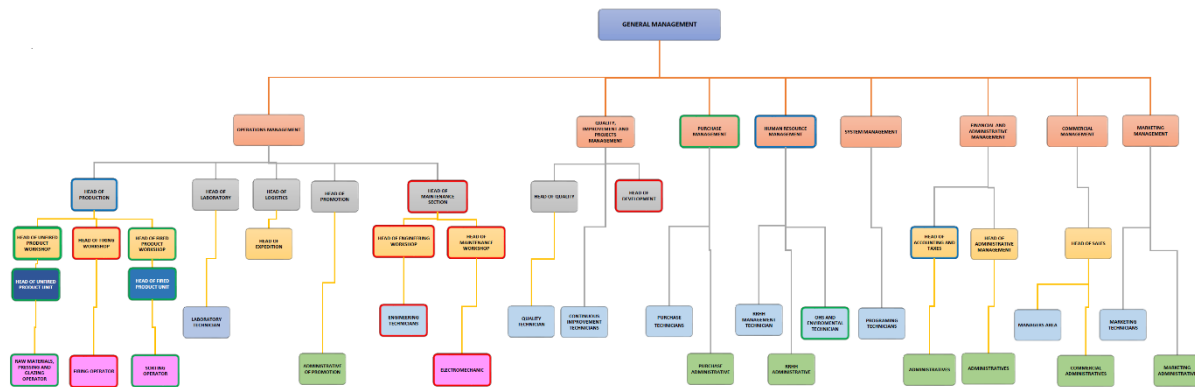 GENERAL MANAGEMENT
OPERATIONS MANAGEMENT
QUALITY,
IMPROVEMENT AND
PROJECTS
MANAGEMENT
PURCHASE
MANAGEMENT
HUMAN RESOURCE
MANAGEMENT
SYSTEM MANAGEMENT
FINANCIAL AND
ADMINISTRATIVE
MANAGEMENT
COMMERCIAL
MANAGEMENT
MARKETING
MANAGEMENT
HEAD OF
PRODUCTION
HEAD OF
LABORATORY
HEAD OF
LOGISTICS
HEAD OF
PROMOTION
HEAD OF
MAINTENANCE
SECTION
HEAD OF QUALITY
HEAD OF
DEVELOPMENT
HEAD OF UNFIRED
PRODUCT
WORKSHOP
HEAD OF FIRING
WORKSHOP
HEAD OF FIRED
PRODUCT
WORKSHOP
HEAD OF
EXPEDITION
HEAD OF ENGINEERING
WORKSHOP
HEAD OF
MAINTENANCE
WORKSHOP
HEAD OF
ACCOUNTING AND
TAXES
HEAD OF
ADMINISTRATIVE
MANAGEMENT
HEAD OF SALES
HEAD OF UNFIRED
PRODUCT UNIT
HEAD OF FIRED
PRODUCT UNIT
LABORATORY
TECHNICIAN
ENGINEERING
TECHNICIANS
QUALITY
TECHNICIAN
CONTINUOUS
IMPROVEMENT
TECHNICIANS
PURCHASE
TECHNICIANS
RRHH
MANAGEMENT
TECHNICIAN
OHS AND
ENVIROMENTAL
TECHNICIAN
PROGRAMING
TECHNICIANS
MANAGERS AREA
MARKETING
TECHNICIANS
RAW MATERIALS,
PRESSING AND
GLAZING
OPERATOR
FIRING OPERATOR
SORTING
OPERATOR
ADMINISTRATIVE
OF PROMOTION
ELECTROMECHANIC
PURCHASE
ADMINISTRATIVE
RRHH
ADMINISTRATIVE
ADMINISTRATIVES
ADMINISTRATIVES
COMMERCIAL
ADMINISTRATIVES
MARKETING
ADMINISTRATIVE